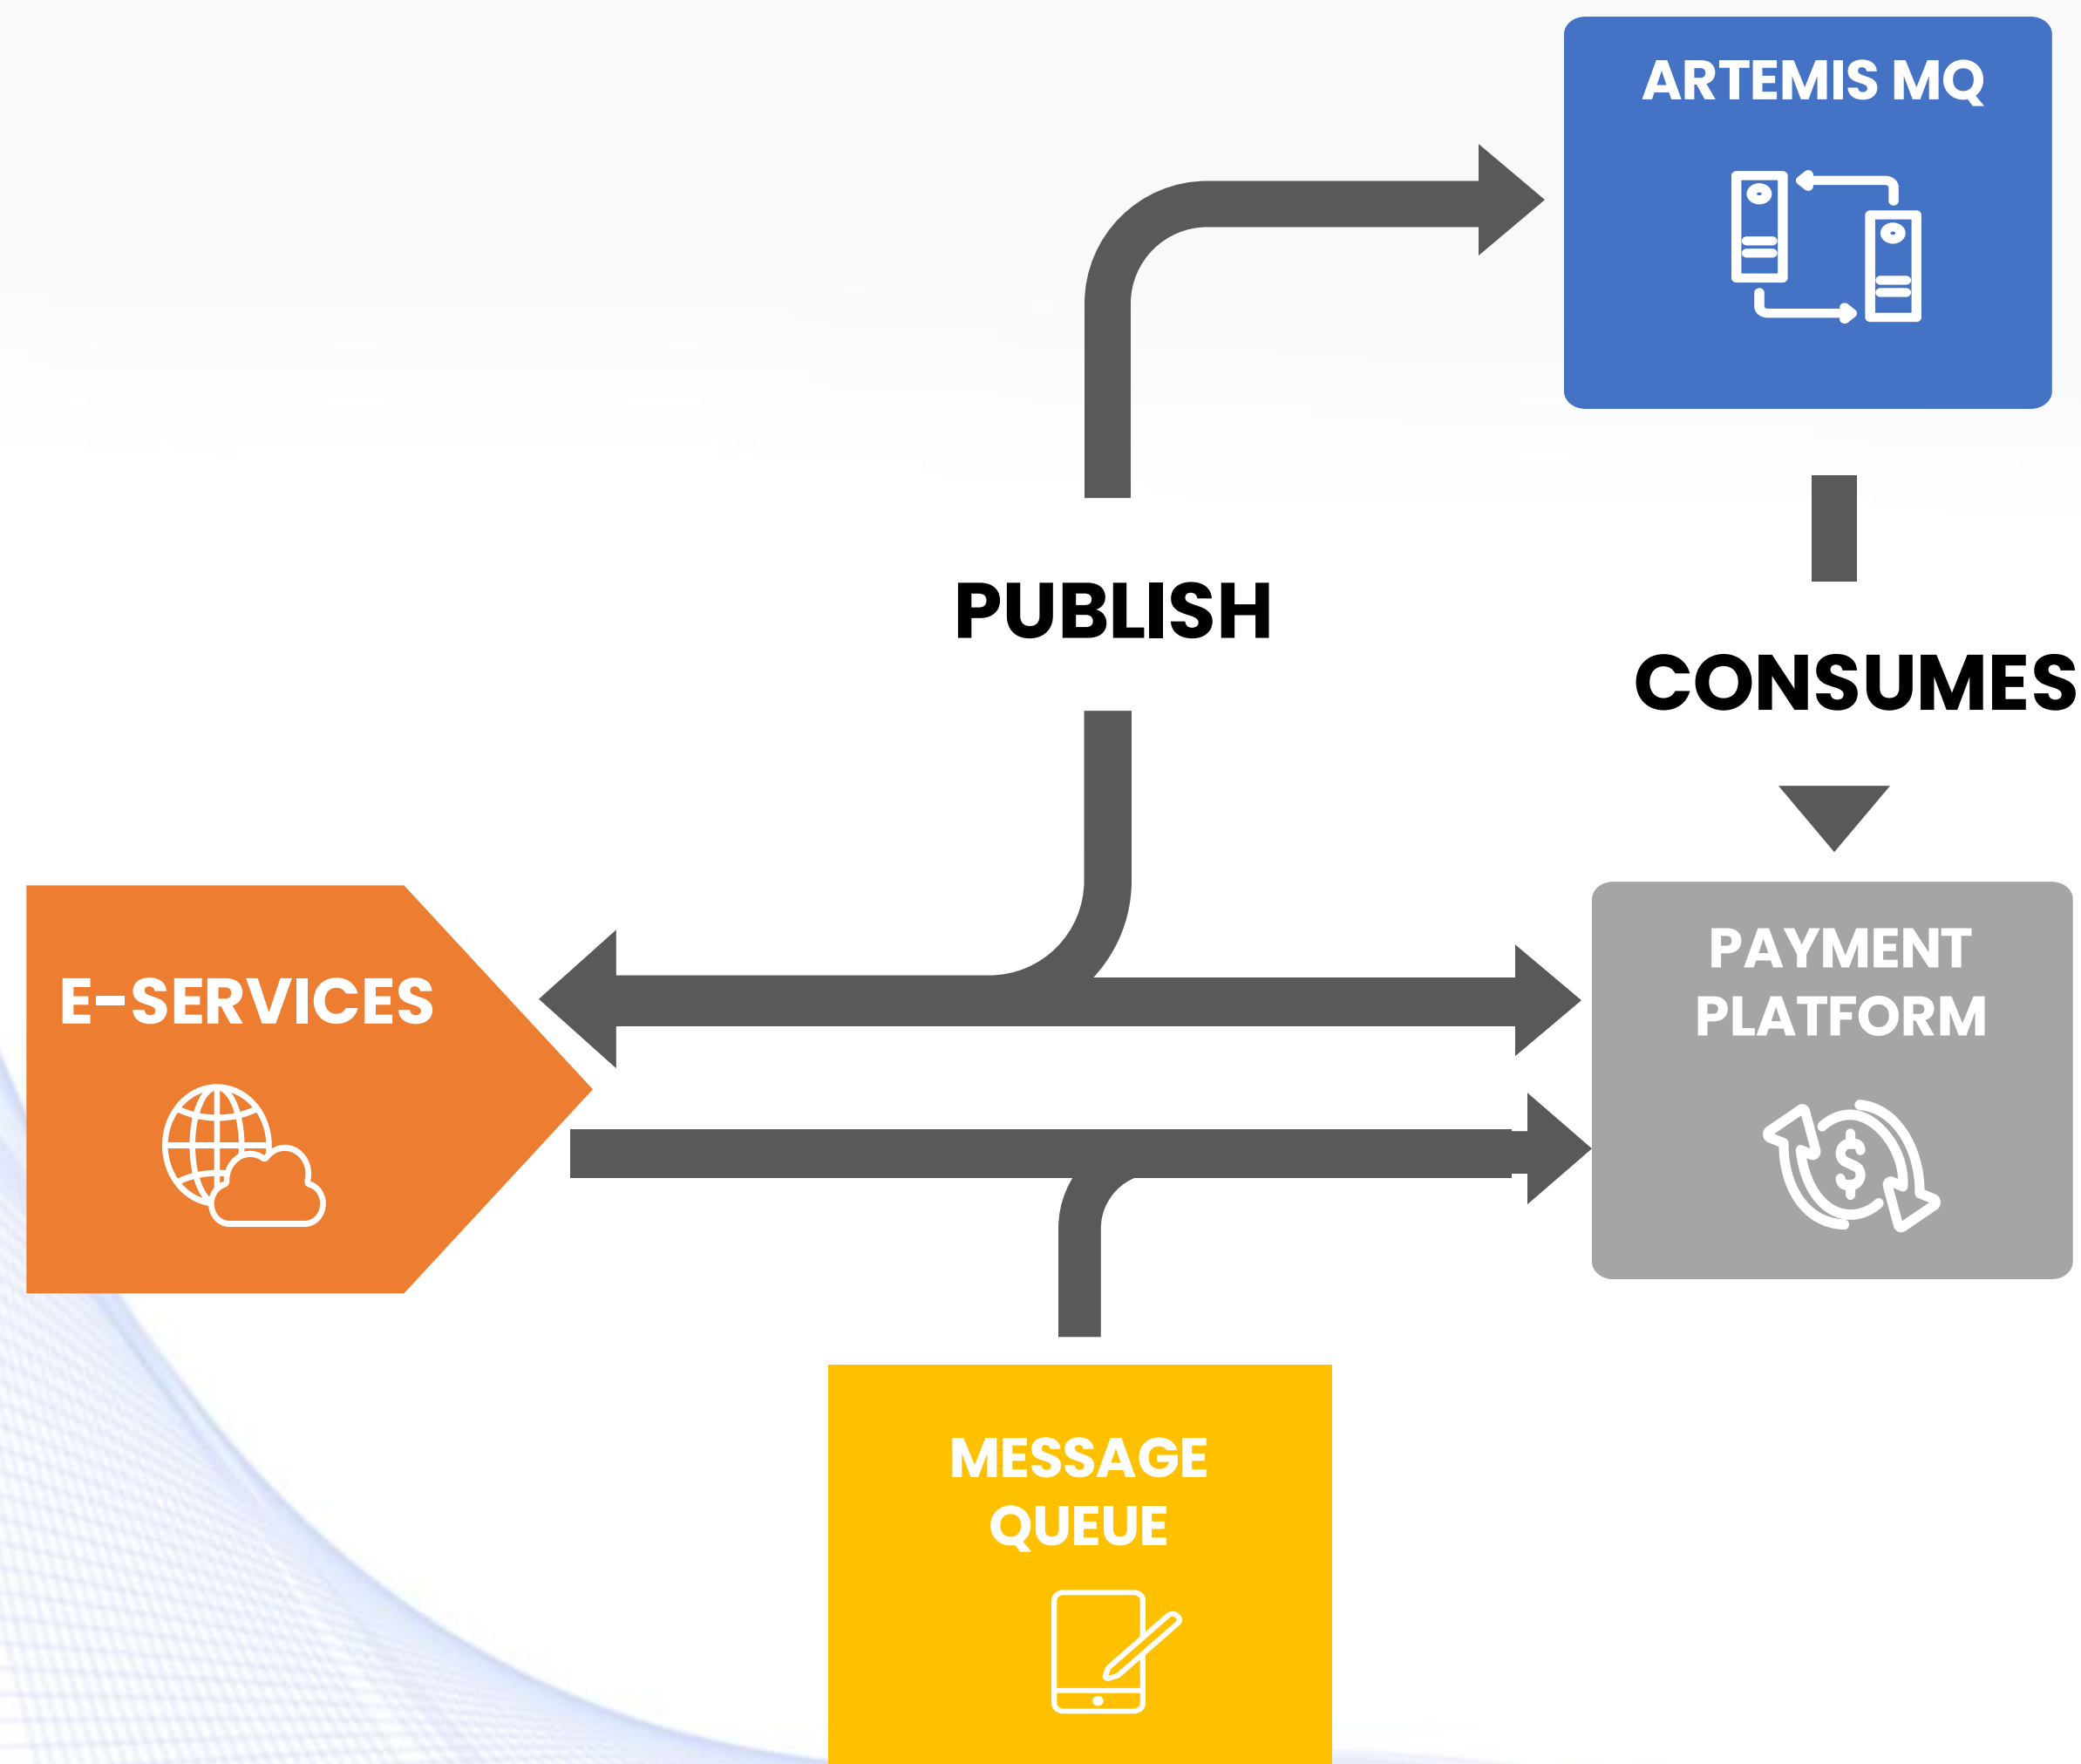 ARTEMIS MQ
PUBLISH
CONSUMES
E-SERVICES
PAYMENT
PLATFORM
MESSAGE
QUEUE